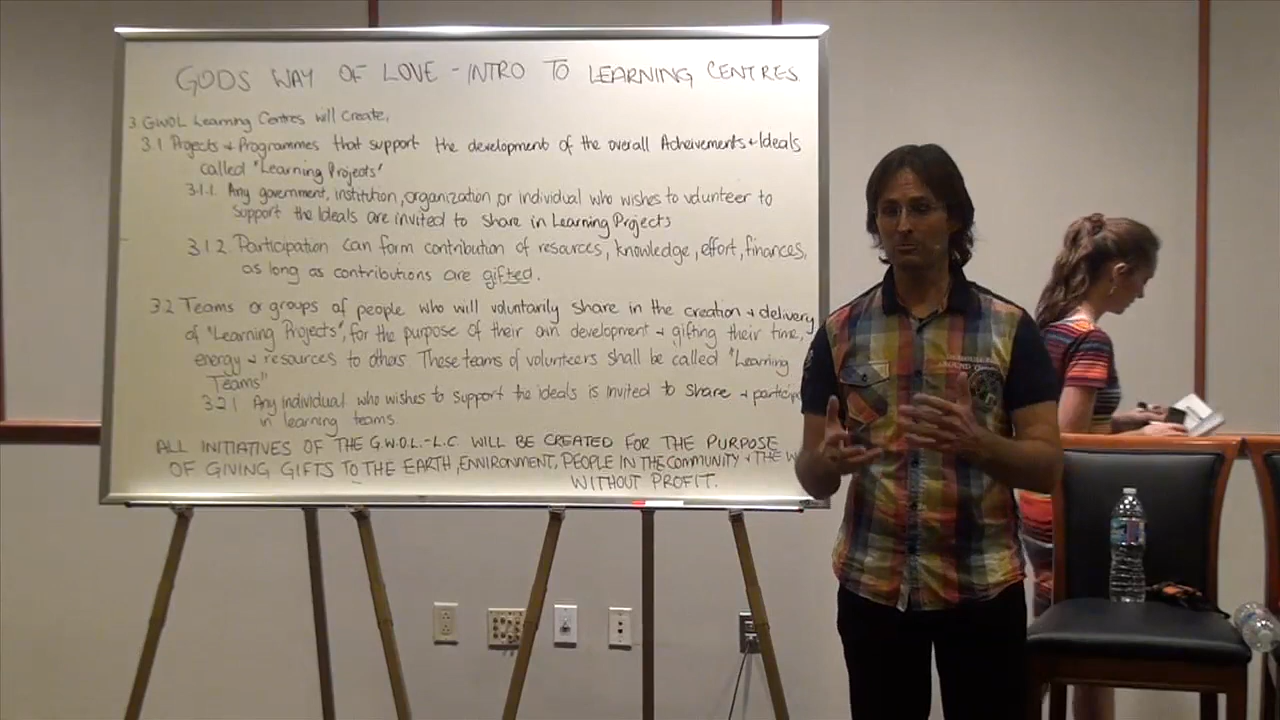 GODS WAY OF LOVE - INTRO TO LEARNING CENTRES
3 GWOL Learning Centres will create,
3.1 Projects + Programmes that support the development of the overall Acheivements + Ideals
called "Learning Projects"
3.1.1. Any government, institution, organization, or individual who wishes to volunteer to
support the Ideals are invited to share in Learning Projects
3.1.2. Participation can form contribution of resources, knowledge, effort, finances,
as long as contributions are gifted.
3.2 Teams or groups of people who will voluntarily share in the creation + delivery
of "Learning Projects", for the purpose of their own development + gifting their time,
energy + resources to others. These teams of volunteers shall be called "Learning
Teams"
3.2.1 Any individual who wishes to support the ideals is invited to share +
in learning teams.
ALL INITIATIVES OF THE G.W.O.L.-L.C. WILL BE CREATED FOR THE PURPOSE
OF GIVING GIFTS TO THE EARTH, ENVIRONMENT, PEOPLE IN THE COMMUNITY + THE
WITHOUT PROFIT.